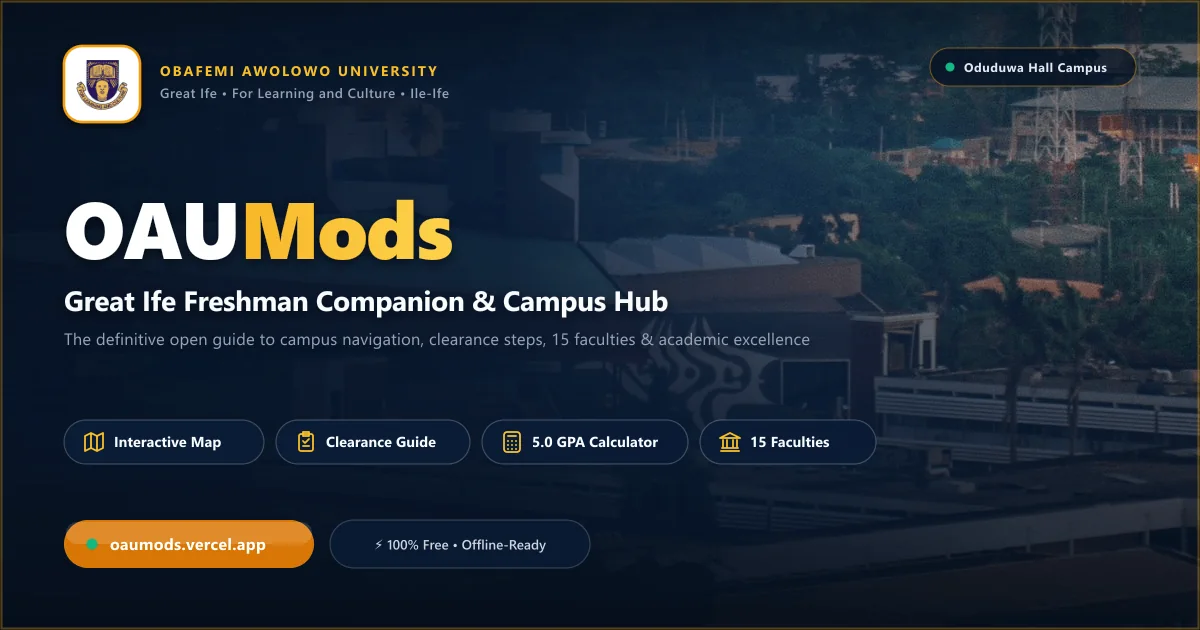 OBAFEMI AWOLOWO UNIVERSITY
Great Ife • For Learning and Culture • Ile-Ife
Oduduwa Hall Campus
OAUMods
Great Ife Freshman Companion & Campus Hub
The definitive open guide to campus navigation, clearance steps, 15 faculties & academic excellence
Interactive Map
Clearance Guide
5.0 GPA Calculator
15 Faculties
oaumods.vercel.app
⚡ 100% Free • Offline-Ready